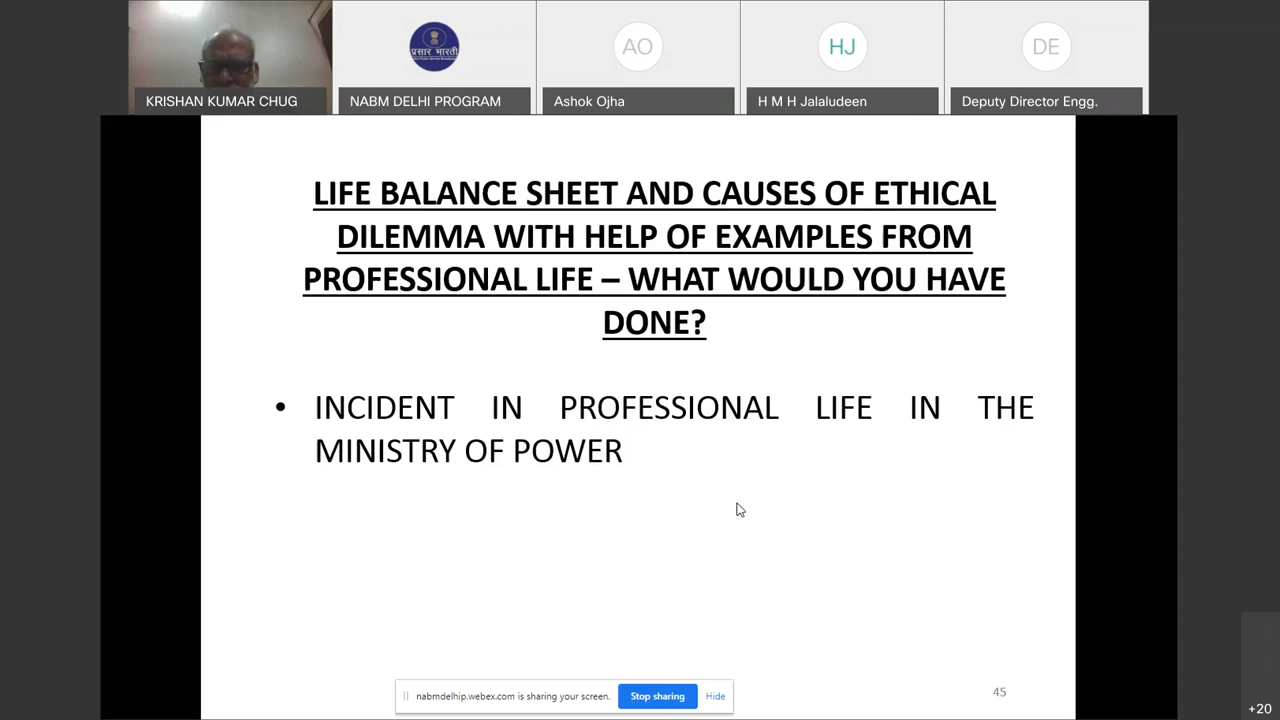 KRISHAN KUMAR CHUG
प्रसार भारती
NABM DELHI PROGRAM
AO
Ashok Ojha
HJ
H M H Jalaludeen
DE
Deputy Director Engg.
LIFE BALANCE SHEET AND CAUSES OF ETHICAL
DILEMMA WITH HELP OF EXAMPLES FROM
PROFESSIONAL LIFE – WHAT WOULD YOU HAVE
DONE?
• INCIDENT IN PROFESSIONAL LIFE IN THE
MINISTRY OF POWER
nabmdelhip.webex.com is sharing your screen. Stop sharing Hide
45
+20